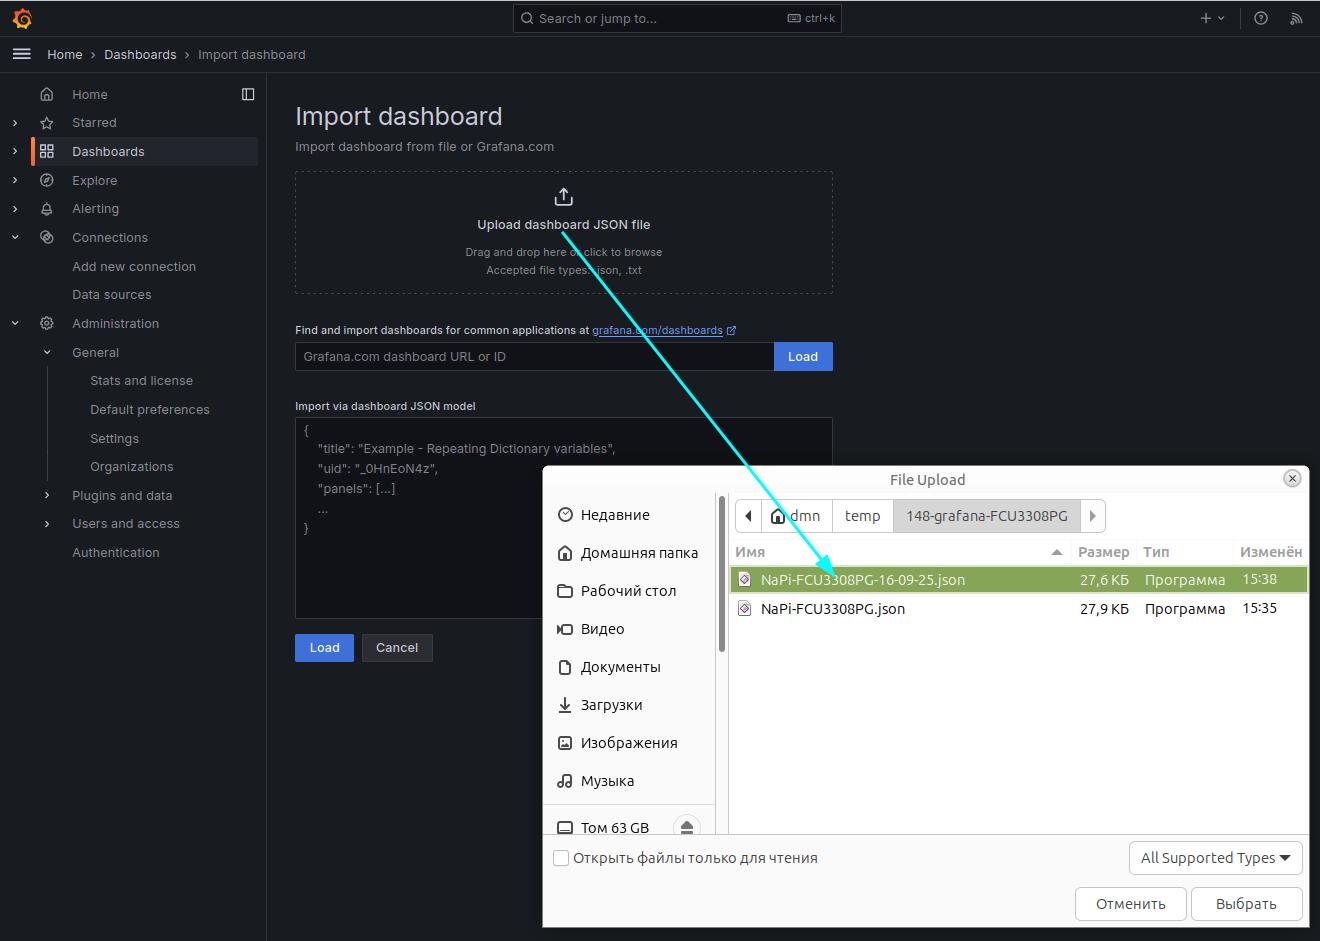 Search or jump to...
ctrl+k
Home › Dashboards › Import dashboard
Home
Starred
Dashboards
Explore
Alerting
Connections
Add new connection
Data sources
Administration
General
Stats and license
Default preferences
Settings
Organizations
Plugins and data
Users and access
Authentication
Import dashboard
Import dashboard from file or Grafana.com
Upload dashboard JSON file
Drag and drop here or click to browse
Accepted file types: .json, .txt
Find and import dashboards for common applications at grafana.com/dashboards
Grafana.com dashboard URL or ID
Load
Import via dashboard JSON model
{
"title": "Example - Repeating Dictionary variables",
"uid": "_0HnEoN4z",
"panels": [...]
...
}
Load
Cancel
File Upload
Недавние
Домашняя папка
Рабочий стол
Видео
Документы
Загрузки
Изображения
Музыка
Том 63 GB
dmn
temp
148-grafana-FCU3308PG
Имя Размер Тип Изменён
NaPi-FCU3308PG-16-09-25.json 27,6 КБ Программа 15:38
NaPi-FCU3308PG.json 27,9 КБ Программа 15:35
Открыть файлы только для чтения
All Supported Types
Отменить
Выбрать